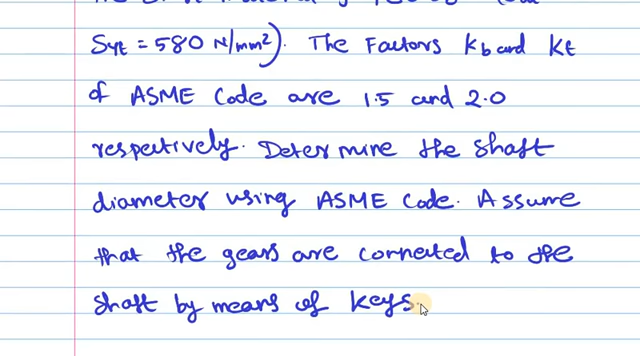 Syt = 580 N/mm²). The Factors kb and kt
of ASME Code are 1.5 and 2.0
respectively. Determine the shaft
diameter using ASME Code. Assume
that the gears are connected to the
shaft by means of keys.